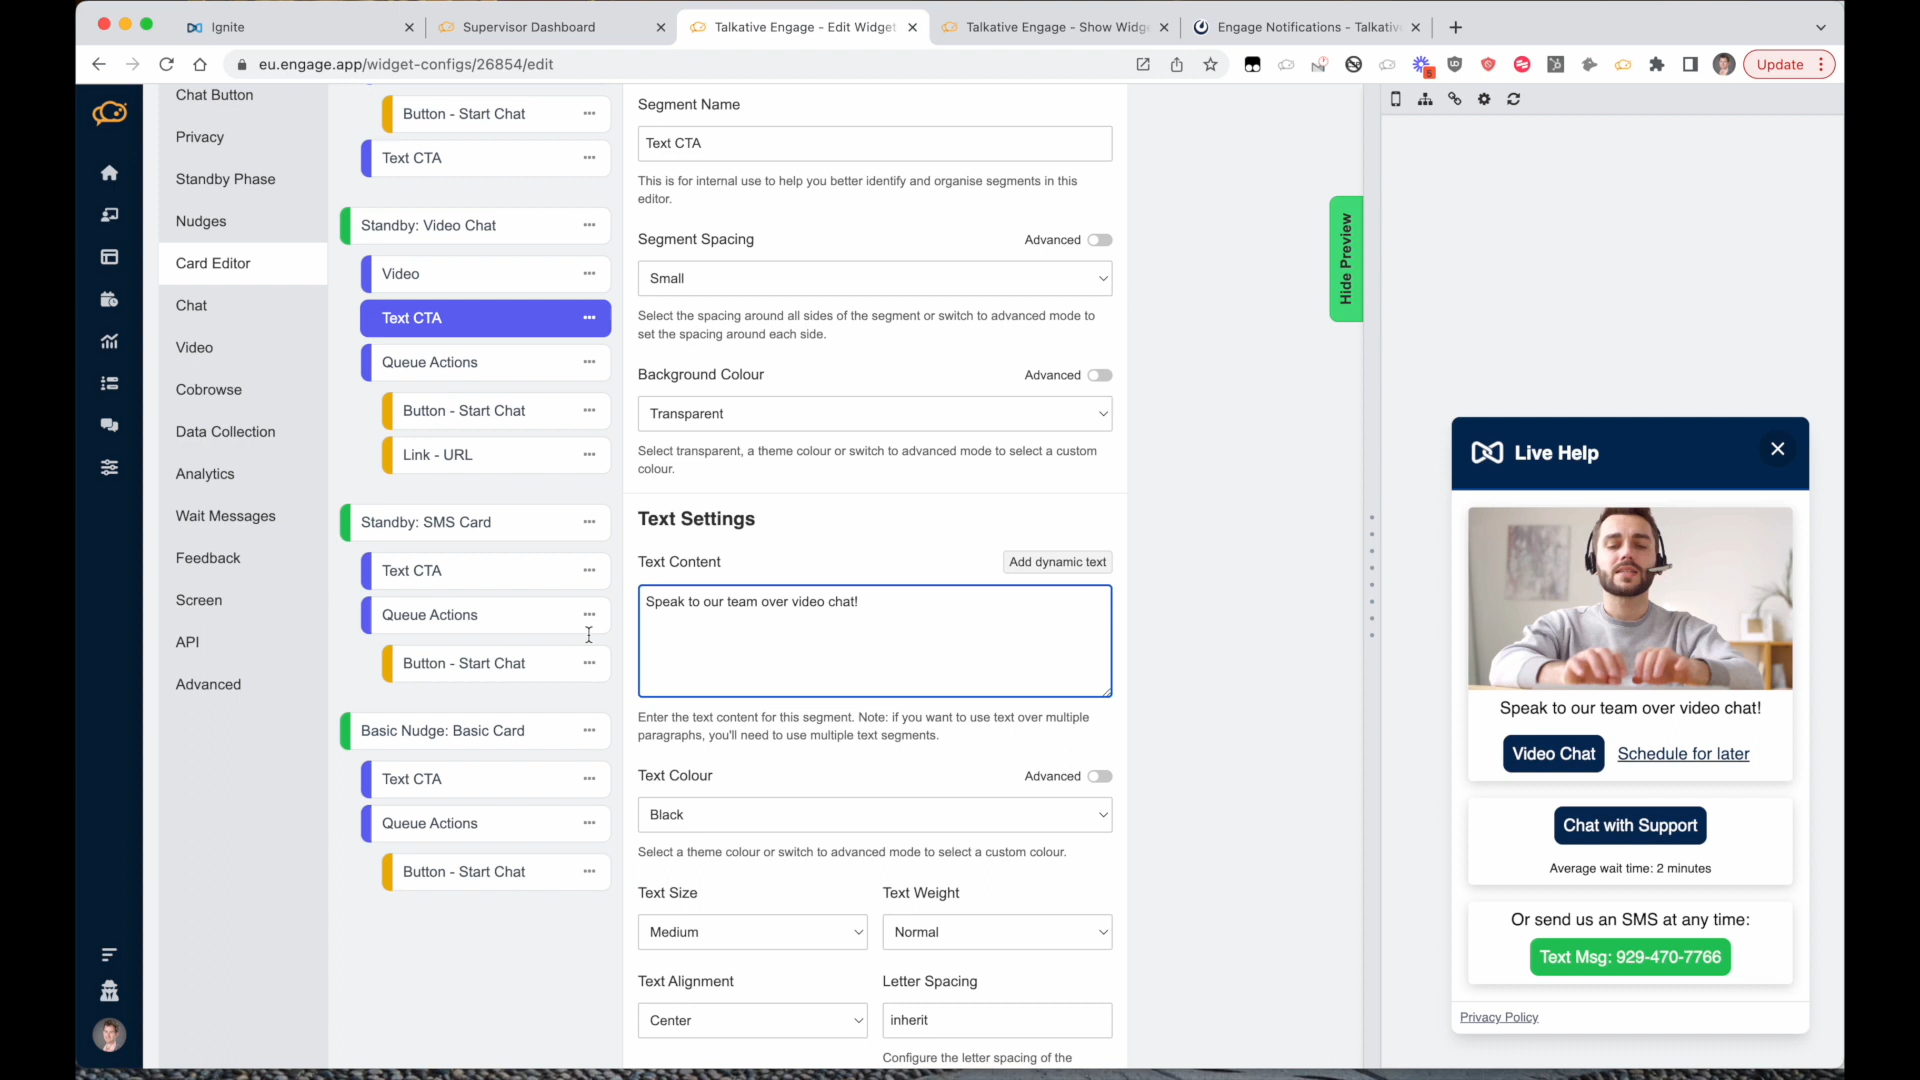 Ignite
Supervisor Dashboard
Talkative Engage - Edit Widget
Talkative Engage - Show Widg
Engage Notifications - Talkativ
eu.engage.app/widget-configs/26854/edit
5
Update
Chat Button
Privacy
Standby Phase
Nudges
Card Editor
Chat
Video
Cobrowse
Data Collection
Analytics
Wait Messages
Feedback
Screen
API
Advanced
Button - Start Chat
Text CTA
Standby: Video Chat
Video
Text CTA
Queue Actions
Button - Start Chat
Link - URL
Standby: SMS Card
Text CTA
Queue Actions
Button - Start Chat
Basic Nudge: Basic Card
Text CTA
Queue Actions
Button - Start Chat
Segment Name
Text CTA
This is for internal use to help you better identify and organise segments in this
editor.
Segment Spacing
Advanced
Small
Select the spacing around all sides of the segment or switch to advanced mode to
set the spacing around each side.
Background Colour
Advanced
Transparent
Select transparent, a theme colour or switch to advanced mode to select a custom
colour.
Text Settings
Text Content
Add dynamic text
Speak to our team over video chat!
Enter the text content for this segment. Note: if you want to use text over multiple
paragraphs, you'll need to use multiple text segments.
Text Colour
Advanced
Black
Select a theme colour or switch to advanced mode to select a custom colour.
Text Size
Text Weight
Medium
Normal
Text Alignment
Letter Spacing
Center
inherit
Configure the letter spacing of the
Hide Preview
Live Help
Speak to our team over video chat!
Video Chat
Schedule for later
Chat with Support
Average wait time: 2 minutes
Or send us an SMS at any time:
Text Msg: 929-470-7766
Privacy Policy